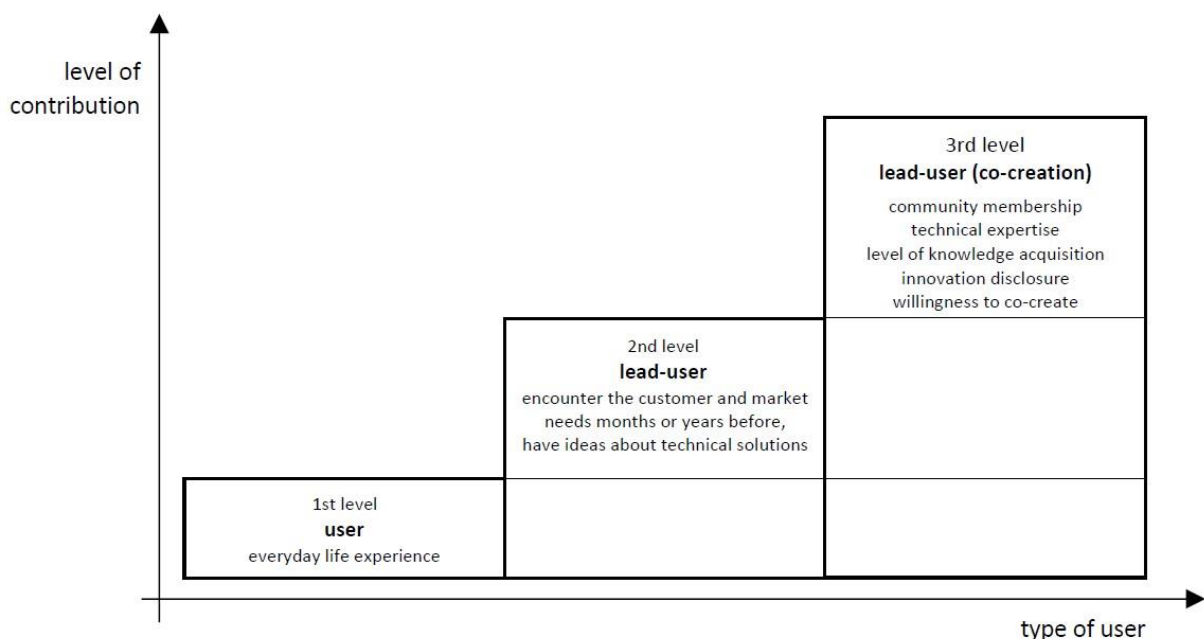 level of
contribution
3rd level
lead-user (co-creation)
community membership
technical expertise
level of knowledge acquisition
innovation disclosure
willingness to co-create
2nd level
lead-user
encounter the customer and market
needs months or years before,
have ideas about technical solutions
1st level
user
everyday life experience
type of user